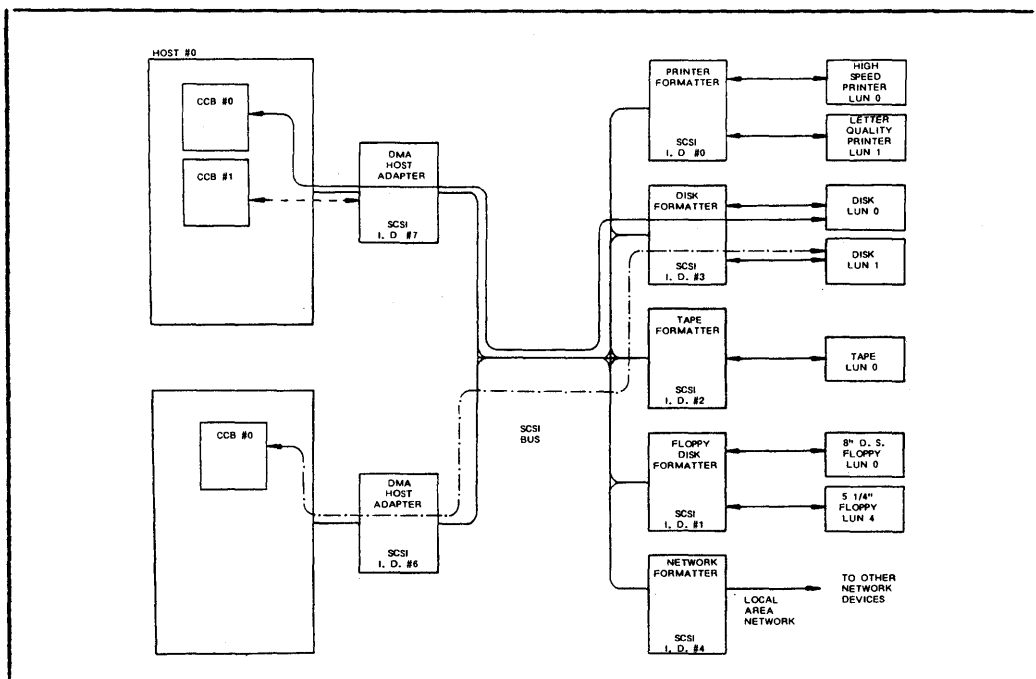 HOST #0
CCB #0
CCB #1
DMA
HOST
ADAPTER
SCSI
I. D #7
CCB #0
DMA
HOST
ADAPTER
SCSI
I. D. #6
SCSI
BUS
PRINTER
FORMATTER
SCSI
I. D #0
HIGH
SPEED
PRINTER
LUN 0
LETTER
QUALITY
PRINTER
LUN 1
DISK
FORMATTER
SCSI
I. D. #3
DISK
LUN 0
DISK
LUN 1
TAPE
FORMATTER
SCSI
I. D. #2
TAPE
LUN 0
FLOPPY
DISK
FORMATTER
SCSI
I. D. #1
8" D. S.
FLOPPY
LUN 0
5 1/4"
FLOPPY
LUN 4
NETWORK
FORMATTER
SCSI
I. D. #4
LOCAL
AREA
NETWORK
TO OTHER
NETWORK
DEVICES